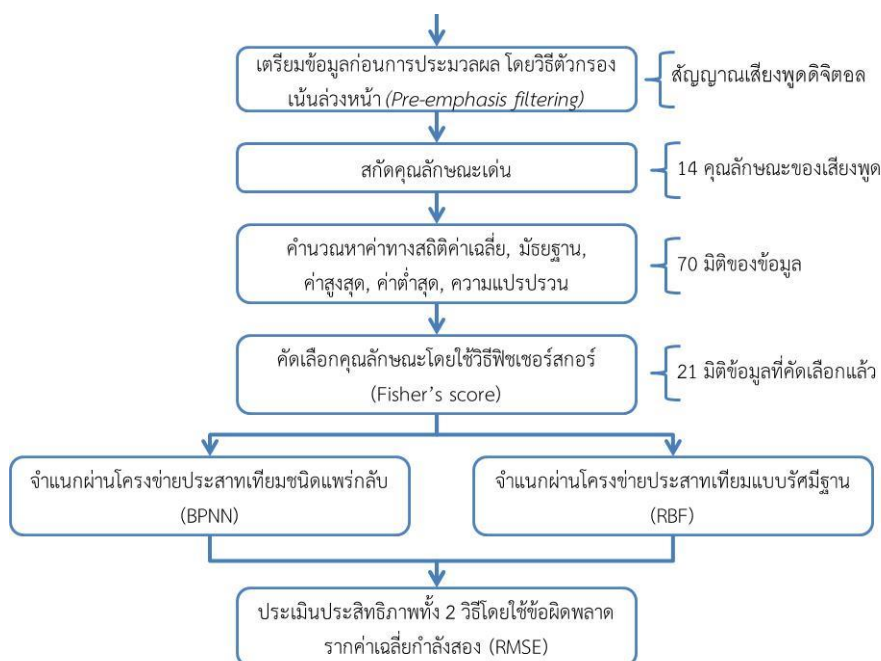 เตรียมข้อมูลก่อนการประมวลผล โดยวิธีตัวกรอง
เน้นล่วงหน้า (Pre-emphasis filtering)
สัญญาณเสียงพูดดิจิตอล
สกัดคุณลักษณะเด่น
14 คุณลักษณะของเสียงพูด
คำนวณหาค่าทางสถิติค่าเฉลี่ย, มัธยฐาน,
ค่าสูงสุด, ค่าต่ำสุด, ความแปรปรวน
70 มิติของข้อมูล
คัดเลือกคุณลักษณะโดยใช้วิธีฟิชเชอร์สกอร์
(Fisher's score)
21 มิติข้อมูลที่คัดเลือกแล้ว
จำแนกผ่านโครงข่ายประสาทเทียมชนิดแพร่กลับ
(BPNN)
จำแนกผ่านโครงข่ายประสาทเทียมแบบรัศมีฐาน
(RBF)
ประเมินประสิทธิภาพทั้ง 2 วิธีโดยใช้ข้อผิดพลาด
รากค่าเฉลี่ยกำลังสอง (RMSE)